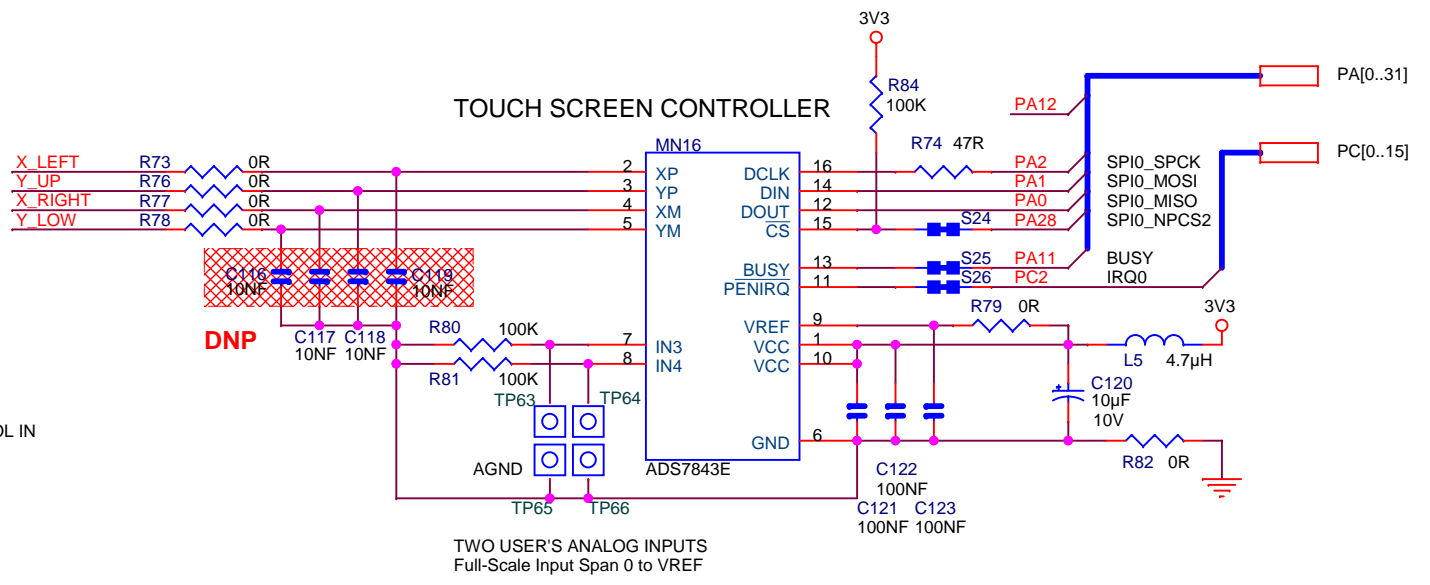 3V3
PA[0..31]
R84
100K
TOUCH SCREEN CONTROLLER
PA12
MN16
R74 47R
PC[0..15]
X_LEFT R73 0R 2 XP DCLK 16 PA2 SPI0_SPCK
Y_UP R76 0R 3 YP DIN 14 PA1 SPI0_MOSI
X_RIGHT R77 0R 4 XM DOUT 12 PA0 SPI0_MISO
Y_LOW R78 0R 5 YM CS 15 S24 PA28 SPI0_NPCS2
BUSY 13 S25 PA11 BUSY
PENIRQ 11 S26 PC2 IRQ0
C116 C119
10NF 10NF
DNP
C117 C118
10NF 10NF
R79 0R 3V3
VREF 9
R80 100K 7 IN3 VCC 1
R81 100K 8 IN4 VCC 10
L5 4.7µH
C120
10µF
10V
TP63 TP64
OL IN
GND 6
AGND
ADS7843E
R82 0R
C122
100NF
TP65 TP66
C121 C123
100NF 100NF
TWO USER'S ANALOG INPUTS
Full-Scale Input Span 0 to VREF